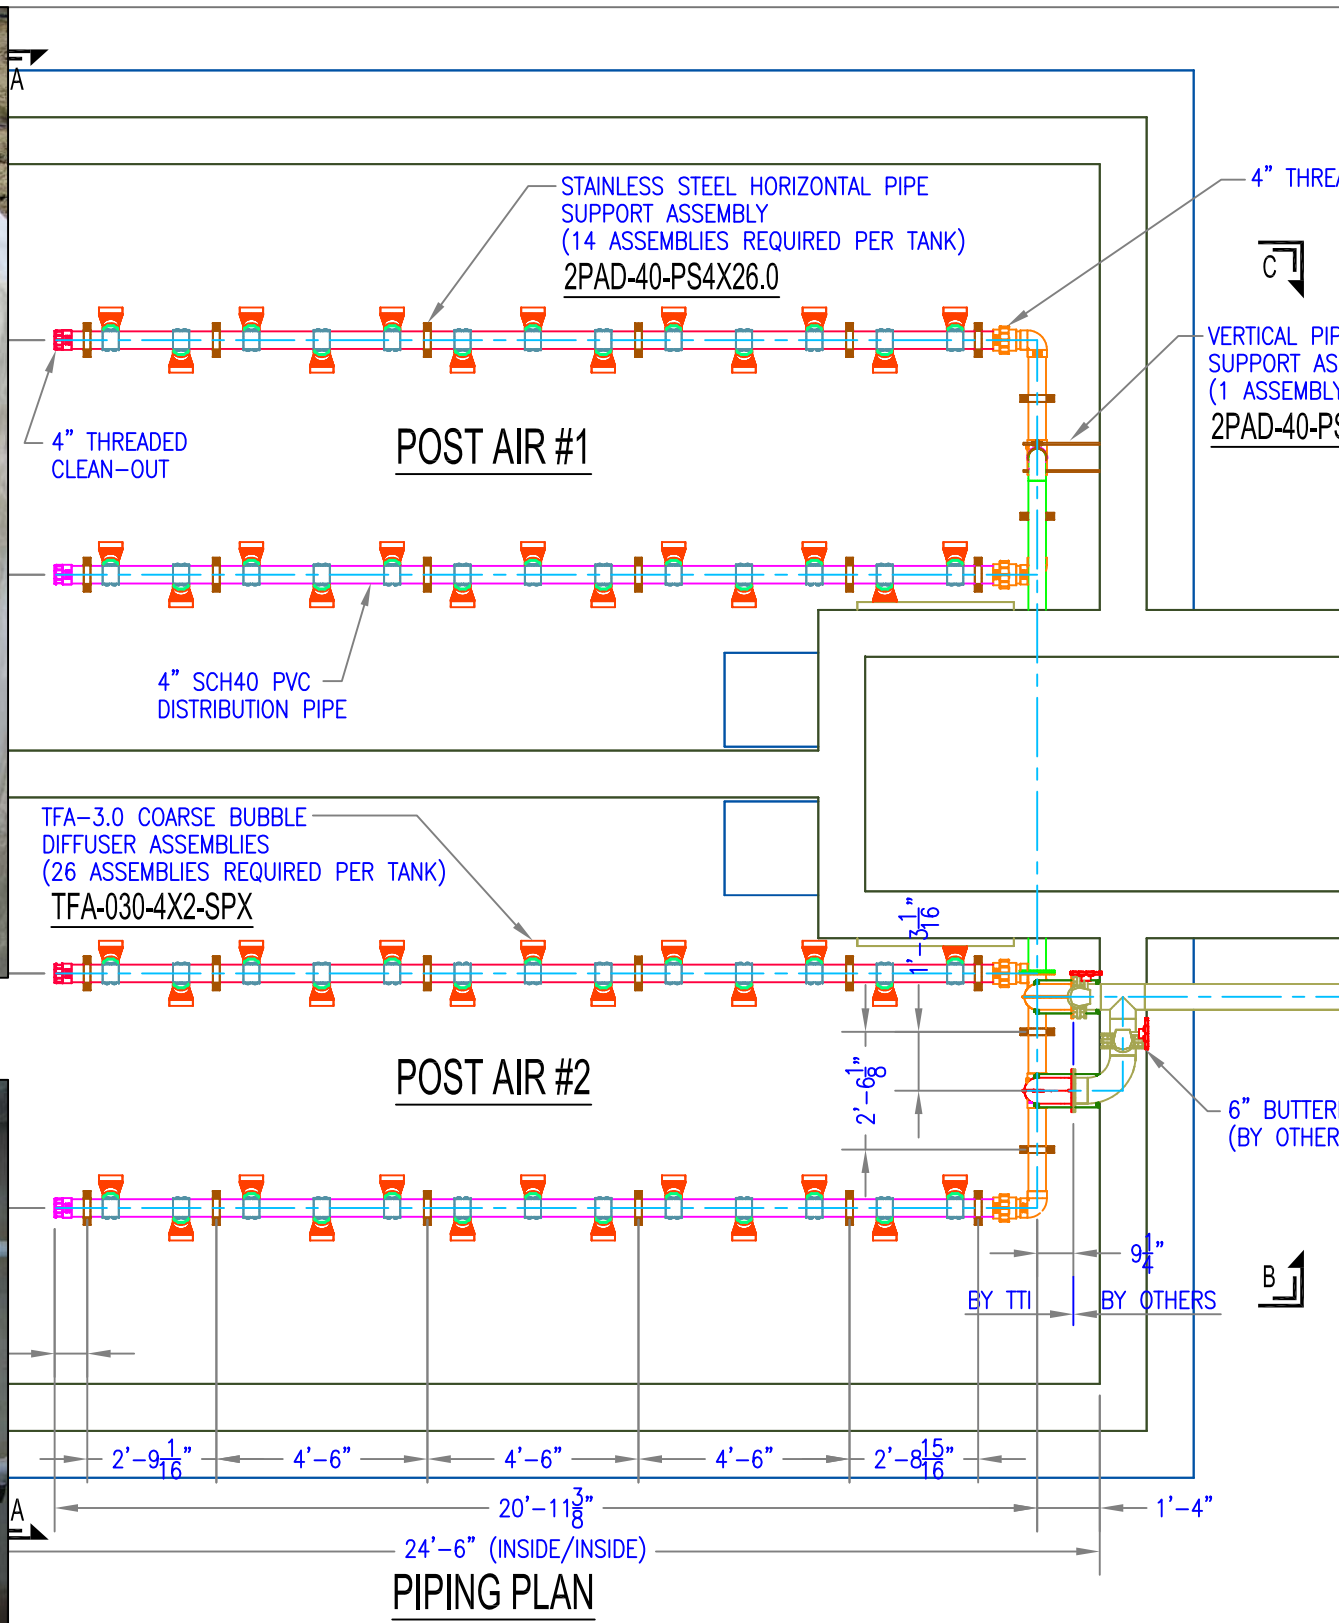 A
STAINLESS STEEL HORIZONTAL PIPE
SUPPORT ASSEMBLY
(14 ASSEMBLIES REQUIRED PER TANK)
2PAD-40-PS4X26.0
4" THREA
C
VERTICAL PIP
SUPPORT AS
(1 ASSEMBLY
2PAD-40-PS
4" THREADED
CLEAN-OUT
POST AIR #1
4" SCH40 PVC
DISTRIBUTION PIPE
TFA-3.0 COARSE BUBBLE
DIFFUSER ASSEMBLIES
(26 ASSEMBLIES REQUIRED PER TANK)
TFA-030-4X2-SPX
1'-3 1/16"
POST AIR #2
2'-6 1/8"
6" BUTTER
(BY OTHER
9 1/4"
BY TTI
BY OTHERS
B
2'-9 1/16"
4'-6"
4'-6"
4'-6"
2'-8 15/16"
A
20'-11 3/8"
1'-4"
24'-6" (INSIDE/INSIDE)
PIPING PLAN